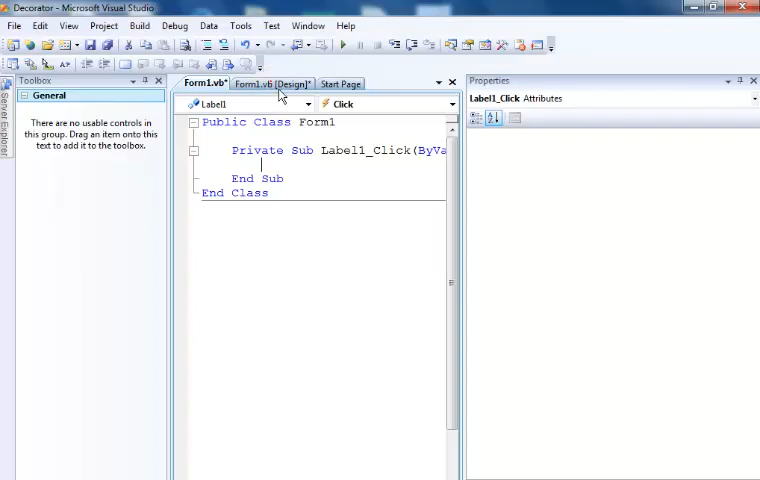 Decorator - Microsoft Visual Studio
File Edit View Project Build Debug Data Tools Test Window Help
Toolbox
Form1.vb* Form1.vb [Design]* Start Page
Properties
General
Label1 Click
Label1_Click Attributes
There are no usable controls in
this group. Drag an item onto this
text to add it to the toolbox.
Public Class Form1
Private Sub Label1_Click(ByVa
End Sub
End Class
Solution Explorer